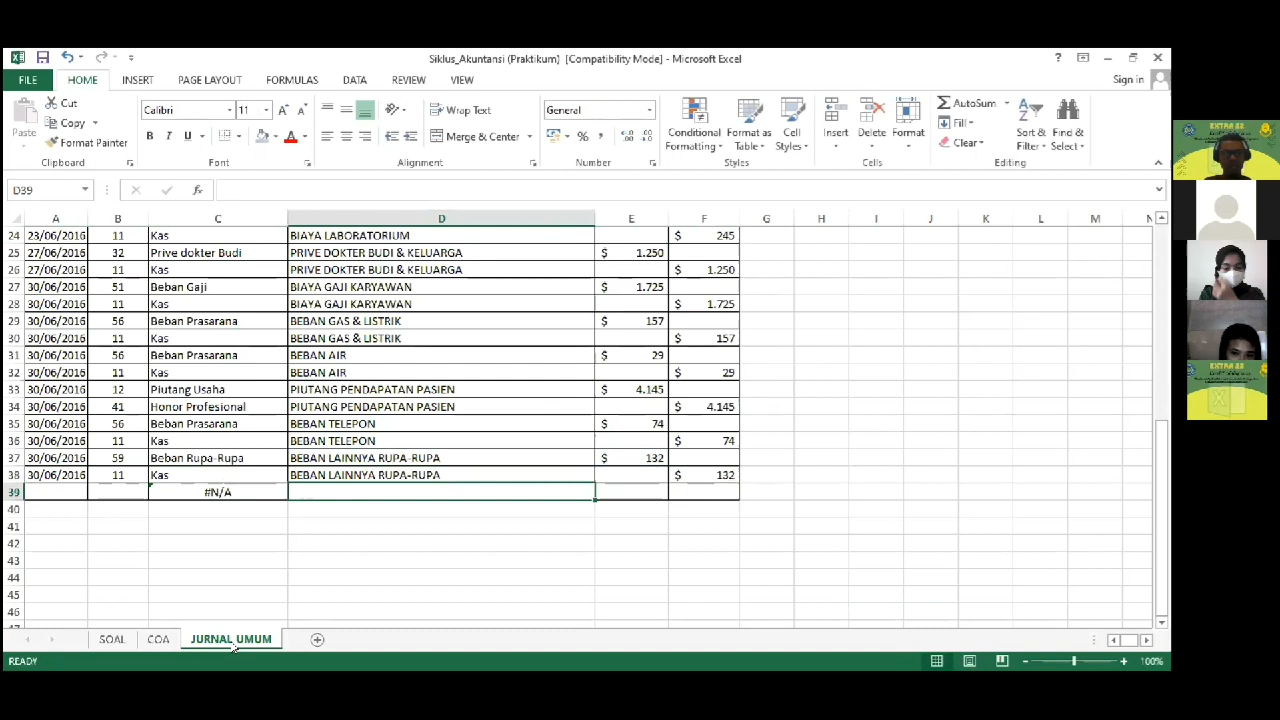 Siklus_Akuntansi (Praktikum) [Compatibility Mode] - Microsoft Excel
FILE HOME INSERT PAGE LAYOUT FORMULAS DATA REVIEW VIEW Sign in
Cut
Copy
Format Painter
Paste
Clipboard
Calibri 11
B I U
Font
Wrap Text
Merge & Center
Alignment
General
Number
Conditional Formatting
Format as Table
Cell Styles
Styles
Insert Delete Format
Cells
AutoSum
Fill
Clear
Sort & Filter
Find & Select
Editing
D39
A B C D E F G H I J K L M N
24 23/06/2016 11 Kas BIAYA LABORATORIUM $ 245
25 27/06/2016 32 Prive dokter Budi PRIVE DOKTER BUDI & KELUARGA $ 1.250
26 27/06/2016 11 Kas PRIVE DOKTER BUDI & KELUARGA $ 1.250
27 30/06/2016 51 Beban Gaji BIAYA GAJI KARYAWAN $ 1.725
28 30/06/2016 11 Kas BIAYA GAJI KARYAWAN $ 1.725
29 30/06/2016 56 Beban Prasarana BEBAN GAS & LISTRIK $ 157
30 30/06/2016 11 Kas BEBAN GAS & LISTRIK $ 157
31 30/06/2016 56 Beban Prasarana BEBAN AIR $ 29
32 30/06/2016 11 Kas BEBAN AIR $ 29
33 30/06/2016 12 Piutang Usaha PIUTANG PENDAPATAN PASIEN $ 4.145
34 30/06/2016 41 Honor Profesional PIUTANG PENDAPATAN PASIEN $ 4.145
35 30/06/2016 56 Beban Prasarana BEBAN TELEPON $ 74
36 30/06/2016 11 Kas BEBAN TELEPON $ 74
37 30/06/2016 59 Beban Rupa-Rupa BEBAN LAINNYA RUPA-RUPA $ 132
38 30/06/2016 11 Kas BEBAN LAINNYA RUPA-RUPA $ 132
39 #N/A
40
41
42
43
44
45
46
SOAL COA JURNAL UMUM
READY 100%